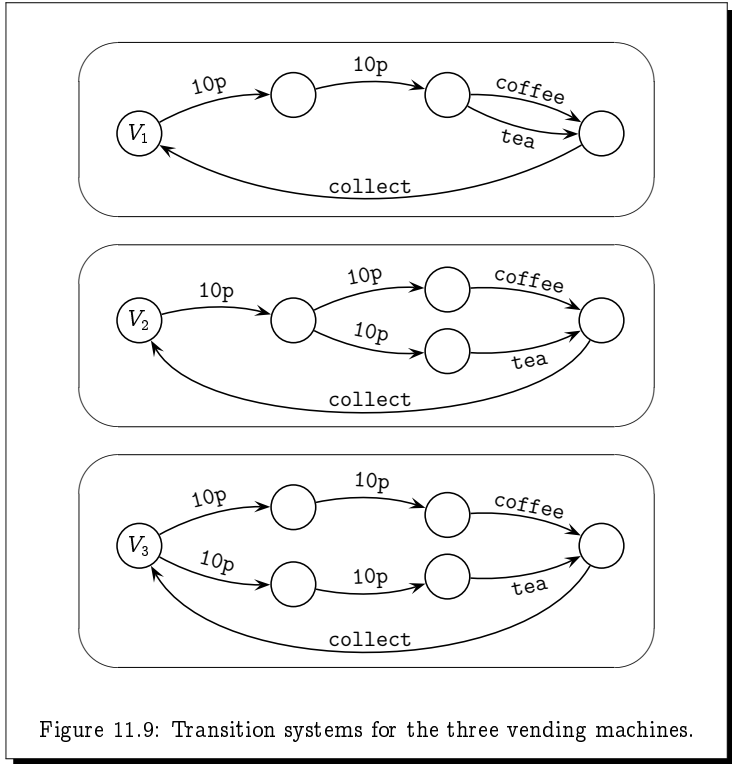 10p
10p
coffee
V1
tea
collect
10p
10p
coffee
V2
10p
tea
collect
10p
10p
coffee
V3
10p
10p
tea
collect
Figure 11.9: Transition systems for the three vending machines.